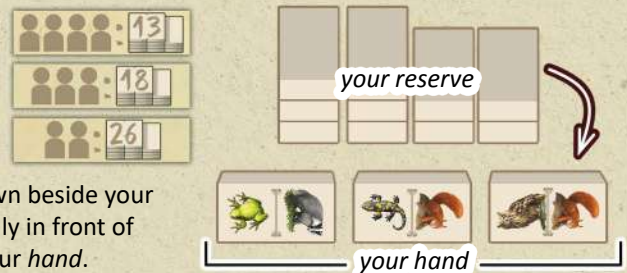 : 13
: 18
: 26
your reserve
wn beside your
ly in front of
ur hand.
your hand